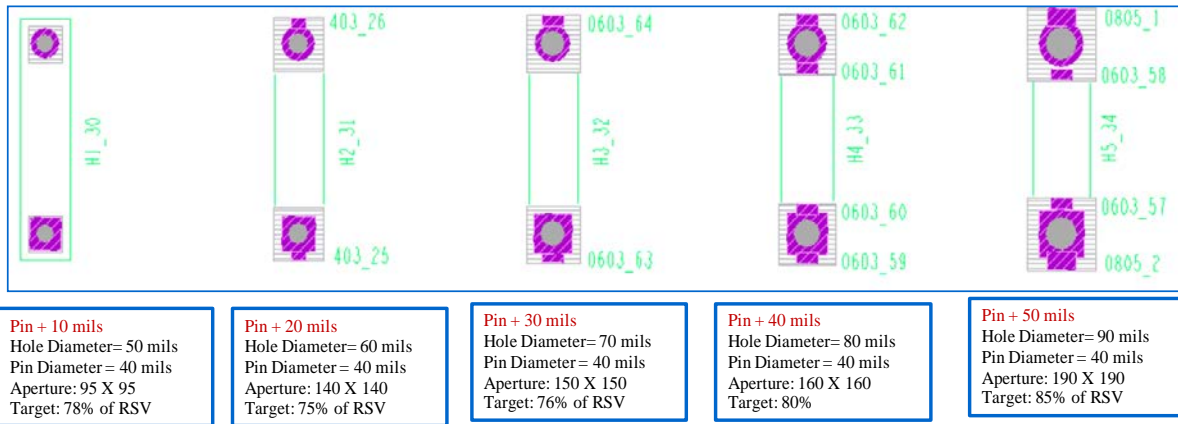 403_26
0603_64
0603_62
0805_1
0603_61
0603_58
H1_30
H2_31
H3_32
H4_33
H5_34
0603_60
0603_57
403_25
0603_63
0603_59
0805_2
Pin + 10 mils
Hole Diameter= 50 mils
Pin Diameter = 40 mils
Aperture: 95 X 95
Target: 78% of RSV
Pin + 20 mils
Hole Diameter= 60 mils
Pin Diameter = 40 mils
Aperture: 140 X 140
Target: 75% of RSV
Pin + 30 mils
Hole Diameter= 70 mils
Pin Diameter = 40 mils
Aperture: 150 X 150
Target: 76% of RSV
Pin + 40 mils
Hole Diameter= 80 mils
Pin Diameter = 40 mils
Aperture: 160 X 160
Target: 80%
Pin + 50 mils
Hole Diameter= 90 mils
Pin Diameter = 40 mils
Aperture: 190 X 190
Target: 85% of RSV